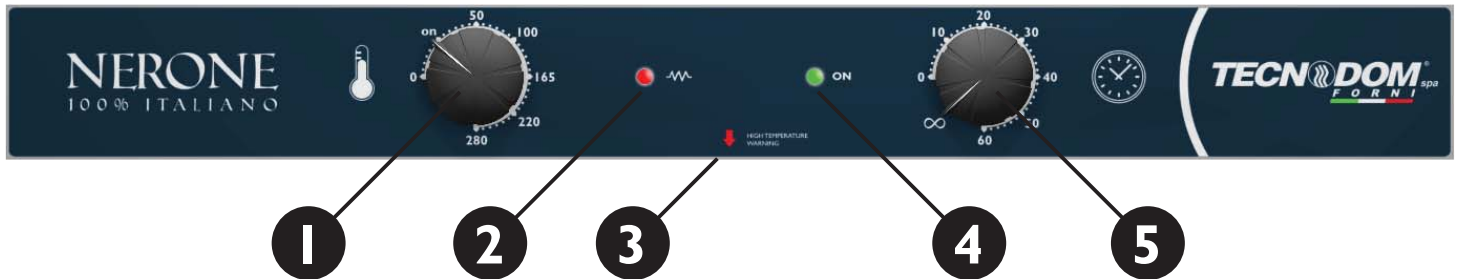 NERONE
100% ITALIANO
0
on
50
100
165
220
280
ON
HIGH TEMPERATURE
WARNING
∞
0
10
20
30
40
50
60
TECNODOM® spa
FORNI
1 2 3 4 5